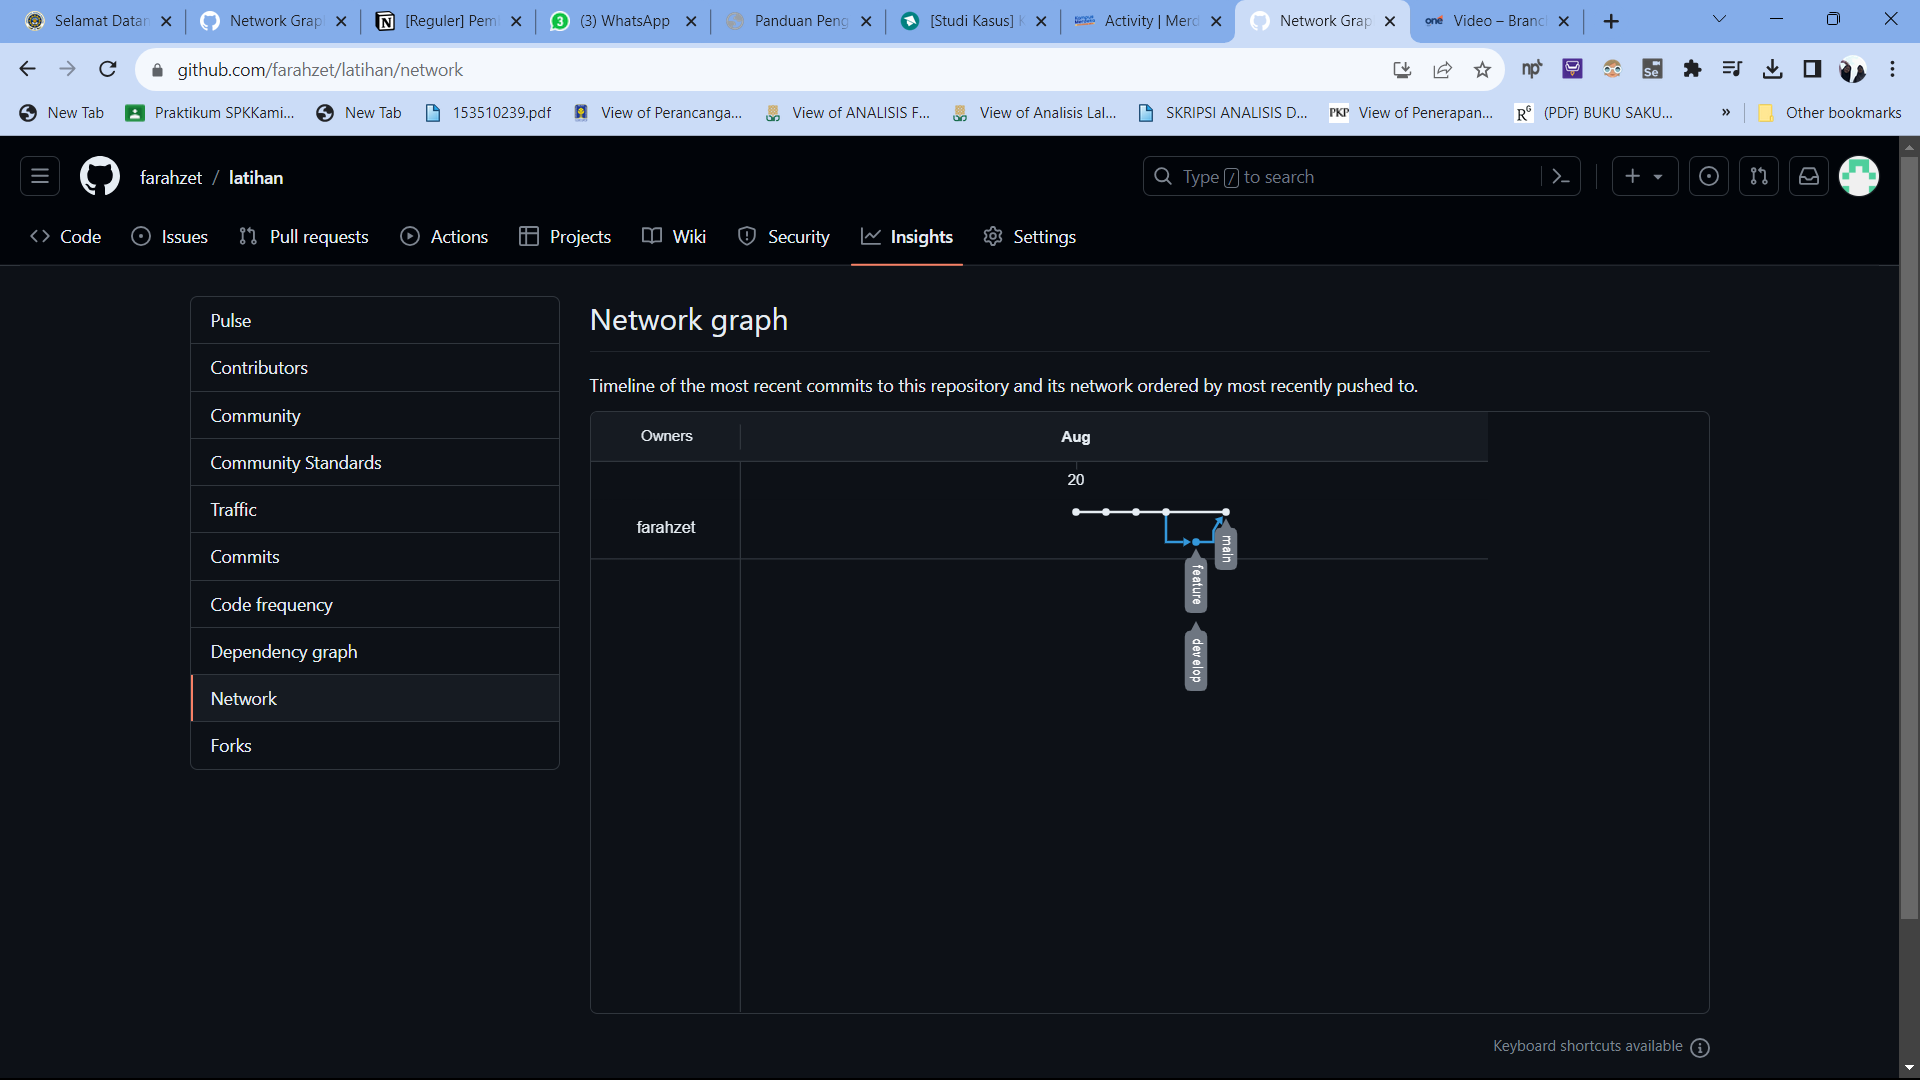 Selamat Datan
Network Grap
[Reguler] Pem
(3) WhatsApp
Panduan Peng
[Studi Kasus] K
Activity | Merd
Network Grap
Video – Branc
github.com/farahzet/latihan/network
New Tab
Praktikum SPKKami...
New Tab
153510239.pdf
View of Perancanga...
View of ANALISIS F...
View of Analisis Lal...
SKRIPSI ANALISIS D...
PKP View of Penerapan...
(PDF) BUKU SAKU...
»
Other bookmarks
farahzet / latihan
Type / to search
Code
Issues
Pull requests
Actions
Projects
Wiki
Security
Insights
Settings
Pulse
Contributors
Community
Community Standards
Traffic
Commits
Code frequency
Dependency graph
Network
Forks
Network graph
Timeline of the most recent commits to this repository and its network ordered by most recently pushed to.
Owners
Aug
20
farahzet
main
feature
develop
Keyboard shortcuts available